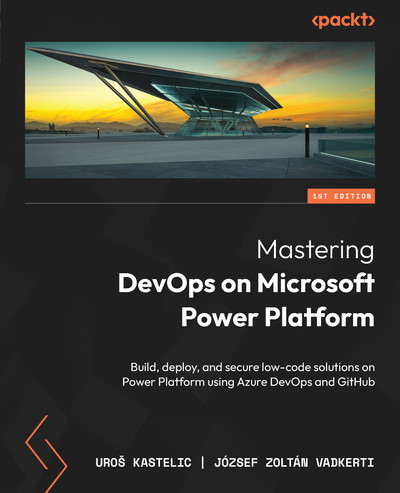 <packt>
1ST EDITION
Mastering
DevOps on Microsoft
Power Platform
Build, deploy, and secure low-code solutions on
Power Platform using Azure DevOps and GitHub
UROŠ KASTELIC | JÓZSEF ZOLTÁN VADKERTI